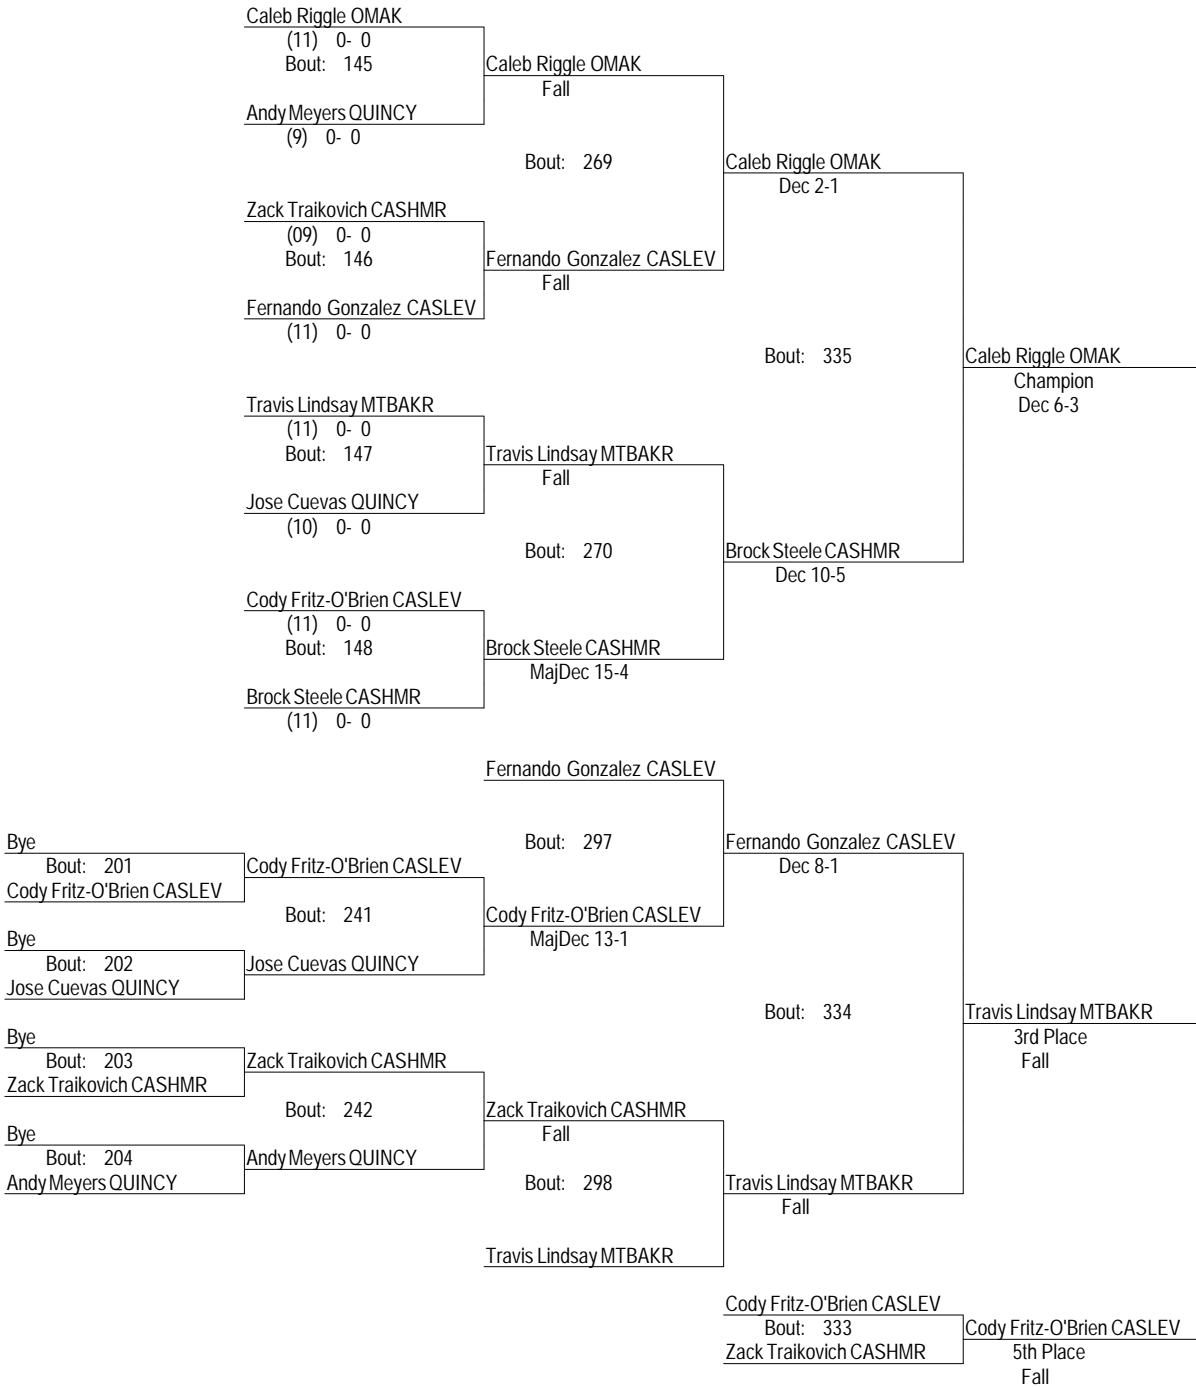 Caleb Riggle OMAK
(11) 0- 0
Bout: 145
Caleb Riggle OMAK
Fall
Andy Meyers QUINCY
(9) 0- 0
Bout: 269
Caleb Riggle OMAK
Dec 2-1
Zack Traikovich CASHMR
(09) 0- 0
Bout: 146
Fernando Gonzalez CASLEV
Fall
Fernando Gonzalez CASLEV
(11) 0- 0
Bout: 335
Caleb Riggle OMAK
Champion
Dec 6-3
Travis Lindsay MTBAKR
(11) 0- 0
Bout: 147
Travis Lindsay MTBAKR
Fall
Jose Cuevas QUINCY
(10) 0- 0
Bout: 270
Brock Steele CASHMR
Dec 10-5
Cody Fritz-O'Brien CASLEV
(11) 0- 0
Bout: 148
Brock Steele CASHMR
MajDec 15-4
Brock Steele CASHMR
(11) 0- 0
Fernando Gonzalez CASLEV
Bout: 297
Fernando Gonzalez CASLEV
Dec 8-1
Bye
Bout: 201
Cody Fritz-O'Brien CASLEV
Cody Fritz-O'Brien CASLEV
Bout: 241
Cody Fritz-O'Brien CASLEV
MajDec 13-1
Bye
Bout: 202
Jose Cuevas QUINCY
Jose Cuevas QUINCY
Bout: 334
Travis Lindsay MTBAKR
3rd Place
Fall
Bye
Bout: 203
Zack Traikovich CASHMR
Zack Traikovich CASHMR
Bout: 242
Zack Traikovich CASHMR
Fall
Bye
Bout: 204
Andy Meyers QUINCY
Andy Meyers QUINCY
Bout: 298
Travis Lindsay MTBAKR
Fall
Travis Lindsay MTBAKR
Cody Fritz-O'Brien CASLEV
Bout: 333
Zack Traikovich CASHMR
Cody Fritz-O'Brien CASLEV
5th Place
Fall